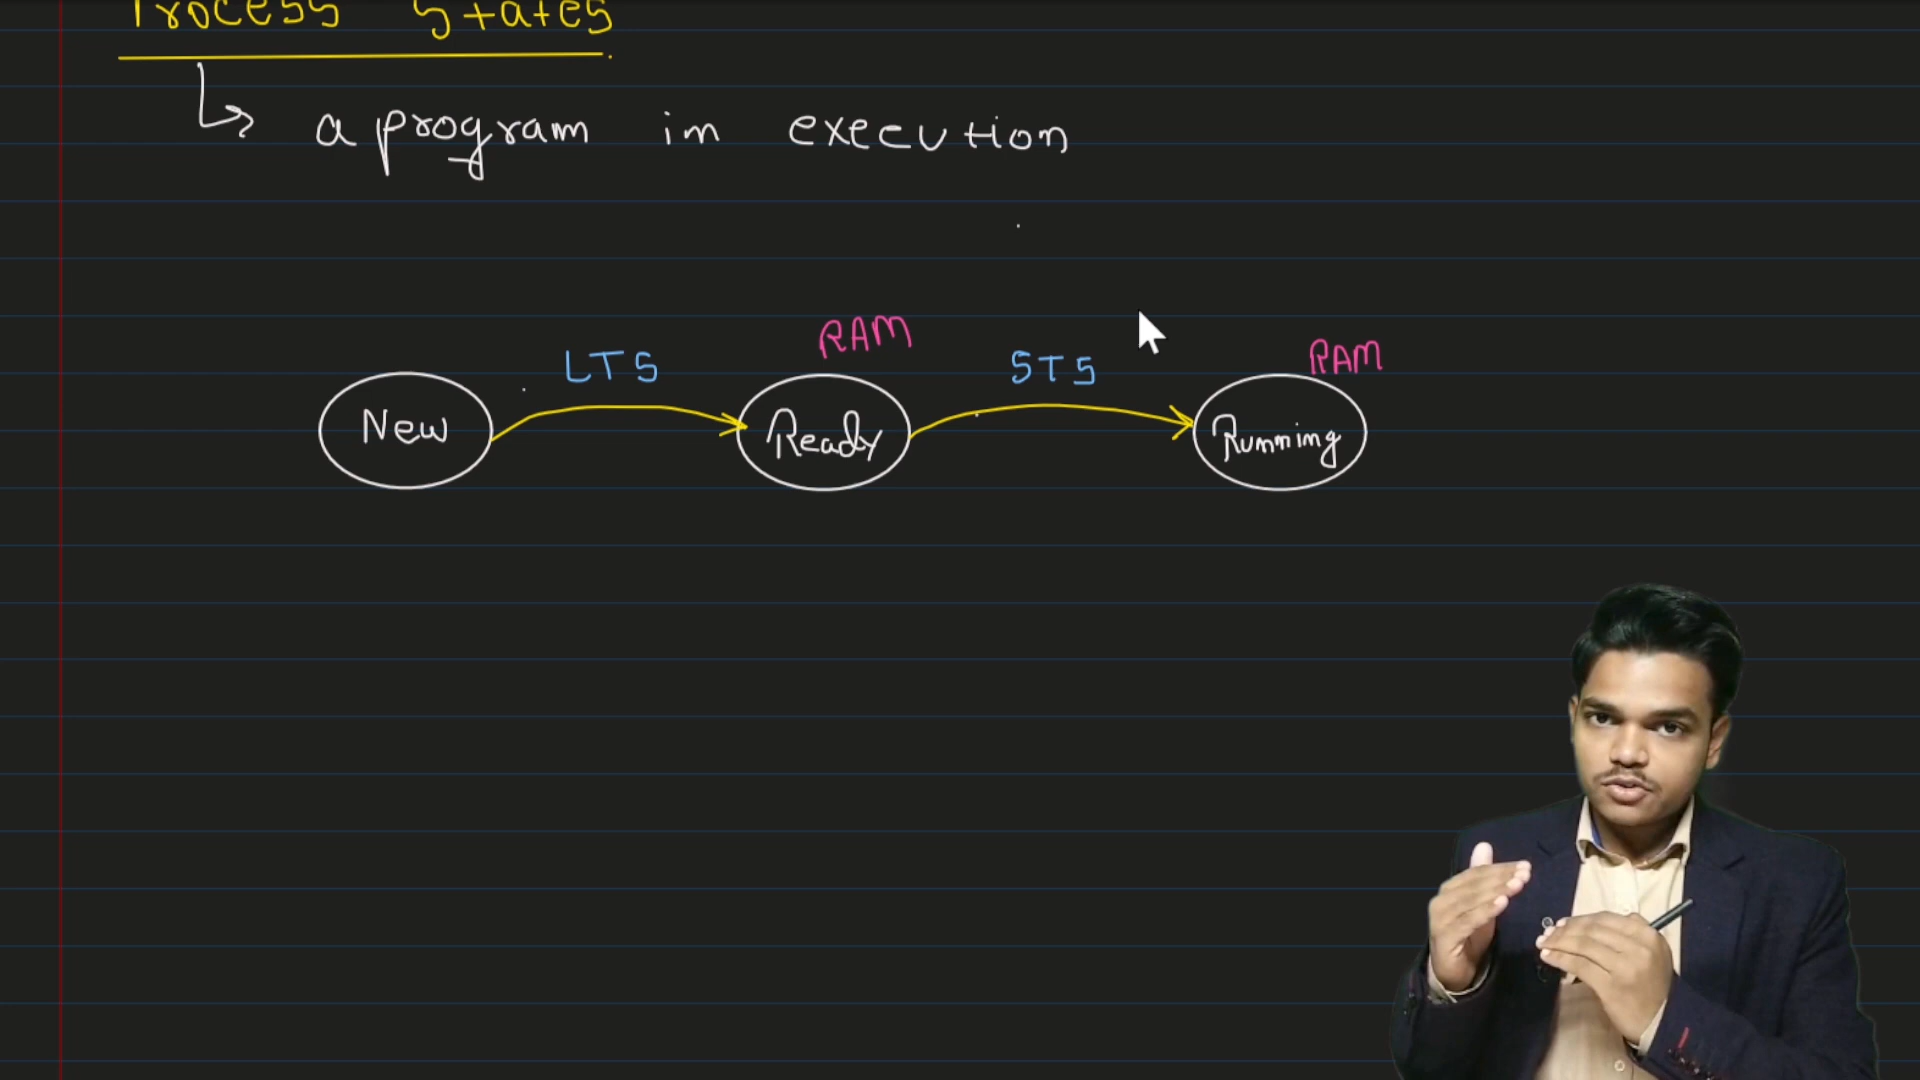 Process States
a program in execution
RAM
LTS STS RAM
New Ready Running